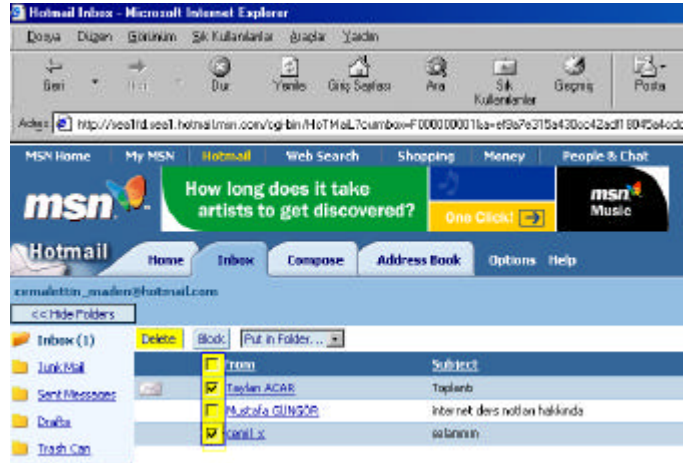 Hotmail Inbox - Microsoft Internet Explorer
Dosya Düzen Görünüm Sık Kullanılanlar Araçlar Yardım
Geri İleri Dur Yenile Giriş Sayfası Ara Sık Kullanılanlar Geçmiş Posta
Adres
MSN Home My MSN Hotmail Web Search Shopping Money People & Chat
msn
How long does it take
artists to get discovered?
One Click!
msn
Music
Hotmail
Home Inbox Compose Address Book Options Help
cemalettin_maden@hotmail.com
<< Hide Folders
Inbox (1) Delete Block Put in Folder...
From Subject
Junk Mail
Taylan ACAR Toplantı
Sent Messages
Mustafa GÜNGÖR internet ders notları hakkında
Drafts
cemil x
Trash Can